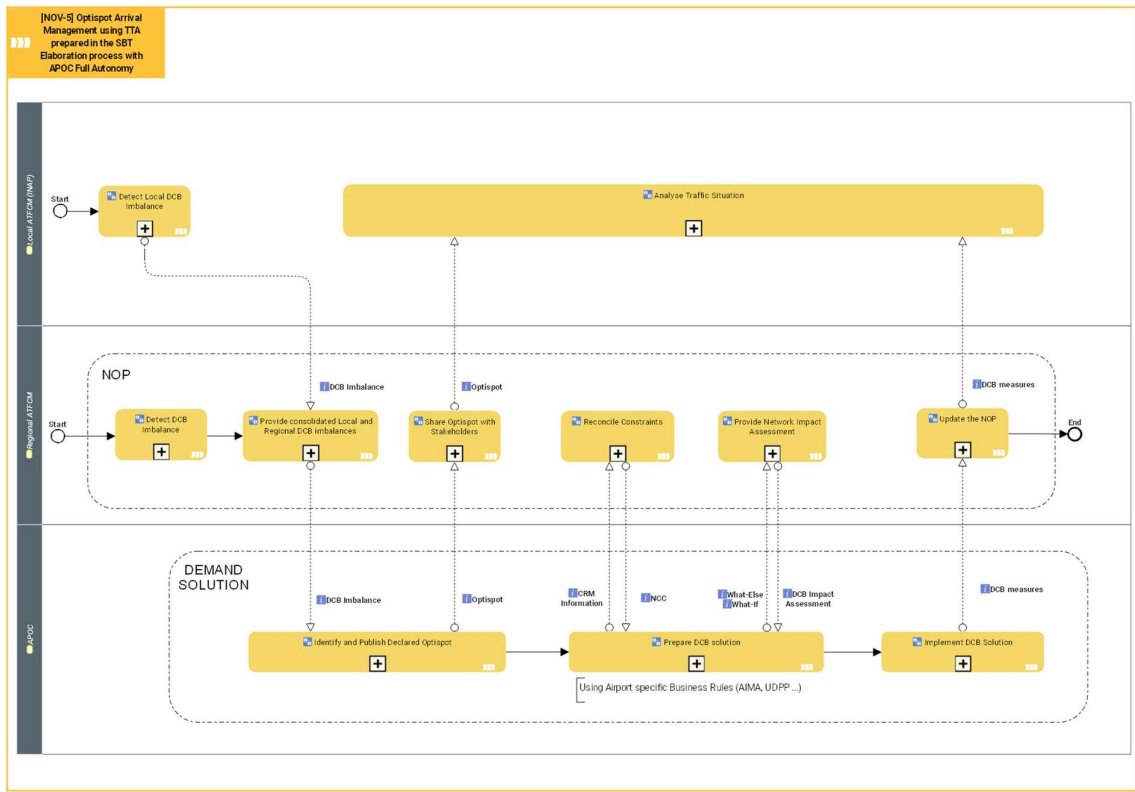 [NOV-5] Optispot Arrival
Management using TTA
prepared in the SBT
Elaboration process with
APOC Full Autonomy
Local ATFCM (INAP)
Start
Detect Local DCB
Imbalance
Analyse Traffic Situation
Regional ATFCM
NOP
DCB Imbalance
Optispot
DCB measures
Start
Detect DCB
Imbalance
Provide consolidated Local and
Regional DCB imbalances
Share Optispot with
Stakeholders
Reconcile Constraints
Provide Network Impact
Assessment
Update the NOP
End
APOC
DEMAND
SOLUTION
DCB Imbalance
Optispot
CRM
Information
NCC
What-Else
What-If
DCB Impact
Assessment
DCB measures
Identify and Publish Declared Optispot
Prepare DCB solution
Implement DCB Solution
Using Airport specific Business Rules (AIMA, UDPP ...)